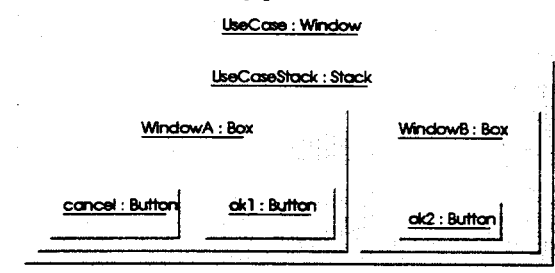 UseCase : Window
UseCaseStack : Stack
WindowA : Box
WindowB : Box
cancel : Button
ok1 : Button
ok2 : Button